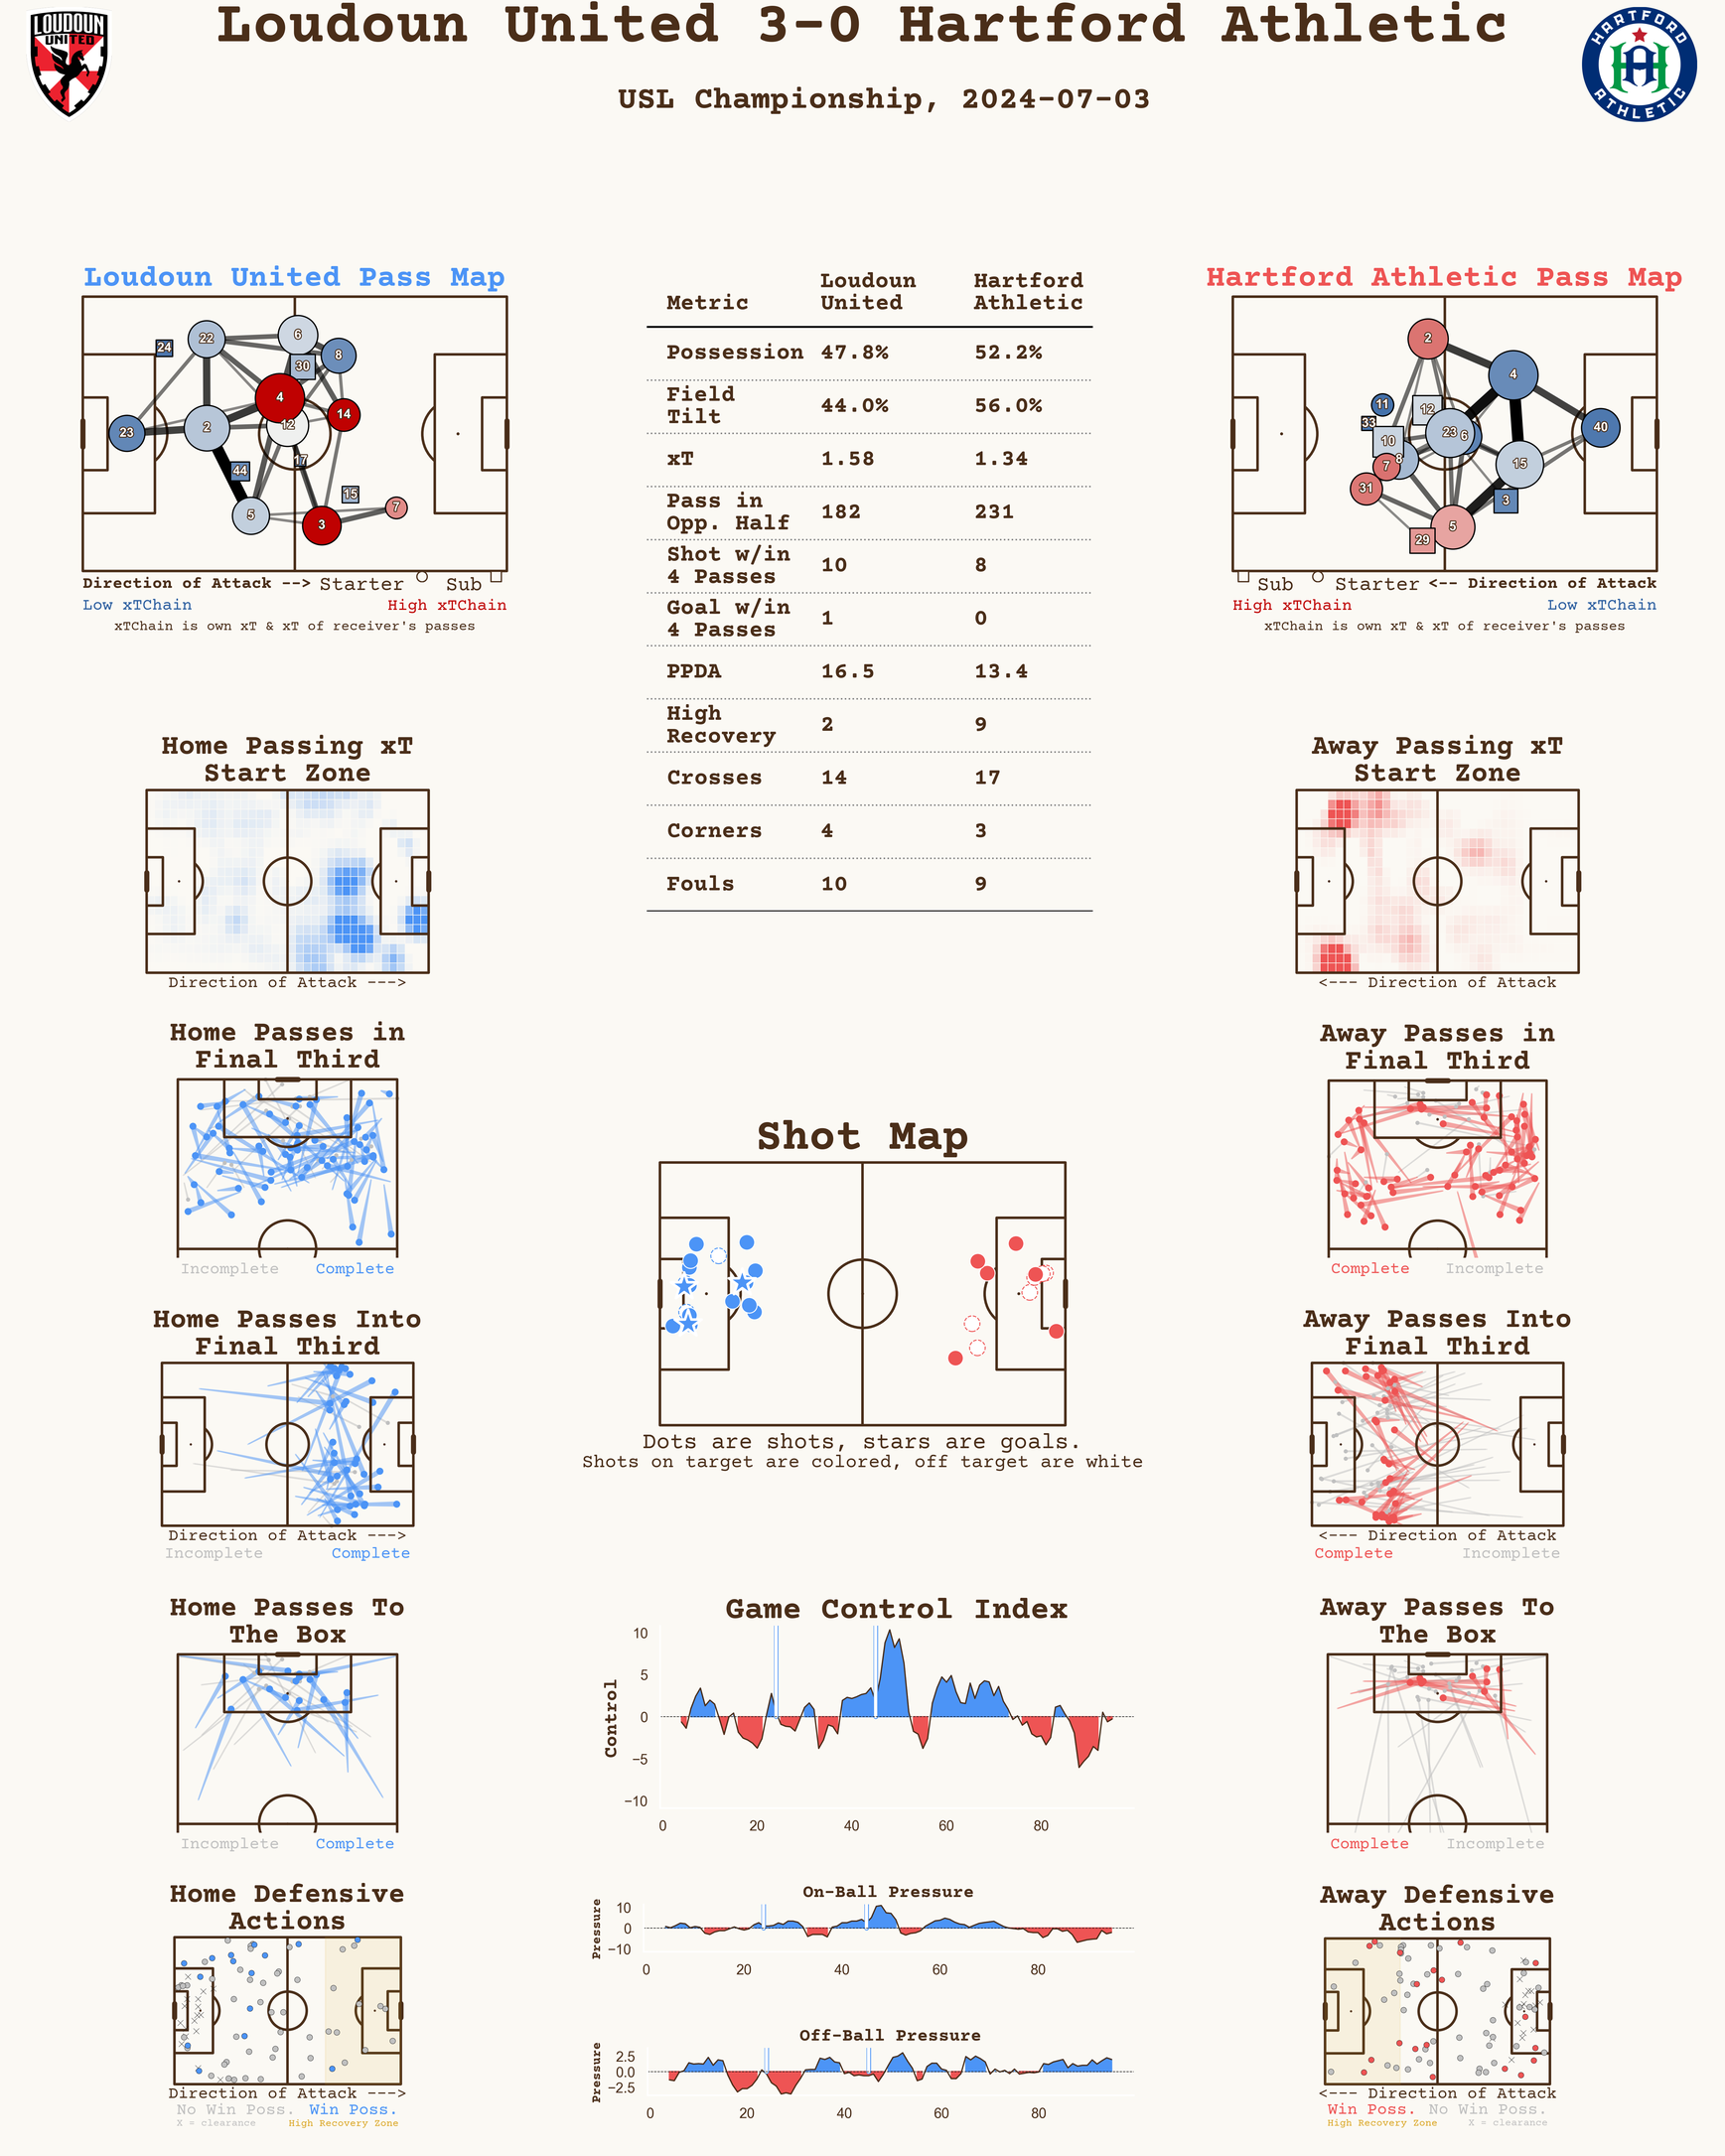 Loudoun United 3-0 Hartford Athletic
USL Championship, 2024-07-03
LOUDOUN
UNITED
HARTFORD
ATHLETIC
Loudoun United Pass Map
24
22
6
8
30
4
14
23
2
12
17
44
15
5
3
7
Direction of Attack --> Starter Sub
Low xTChain High xTChain
xTChain is own xT & xT of receiver's passes
Metric Loudoun United Hartford Athletic
Possession 47.8% 52.2%
Field Tilt 44.0% 56.0%
xT 1.58 1.34
Pass in Opp. Half 182 231
Shot w/in 4 Passes 10 8
Goal w/in 4 Passes 1 0
PPDA 16.5 13.4
High Recovery 2 9
Crosses 14 17
Corners 4 3
Fouls 10 9
Hartford Athletic Pass Map
2
4
11
12
33
23
6
40
10
8
7
15
31
3
5
29
Sub Starter <-- Direction of Attack
High xTChain Low xTChain
xTChain is own xT & xT of receiver's passes
Home Passing xT
Start Zone
Direction of Attack --->
Home Passes in
Final Third
Incomplete Complete
Home Passes Into
Final Third
Direction of Attack --->
Incomplete Complete
Home Passes To
The Box
Incomplete Complete
Home Defensive
Actions
Direction of Attack --->
No Win Poss. Win Poss.
X = clearance High Recovery Zone
Shot Map
Dots are shots, stars are goals.
Shots on target are colored, off target are white
Game Control Index
Control
10
5
0
−5
−10
0 20 40 60 80
On-Ball Pressure
Pressure
10
0
−10
0 20 40 60 80
Off-Ball Pressure
Pressure
2.5
0.0
−2.5
0 20 40 60 80
Away Passing xT
Start Zone
<--- Direction of Attack
Away Passes in
Final Third
Complete Incomplete
Away Passes Into
Final Third
<--- Direction of Attack
Complete Incomplete
Away Passes To
The Box
Complete Incomplete
Away Defensive
Actions
<--- Direction of Attack
Win Poss. No Win Poss.
High Recovery Zone X = clearance